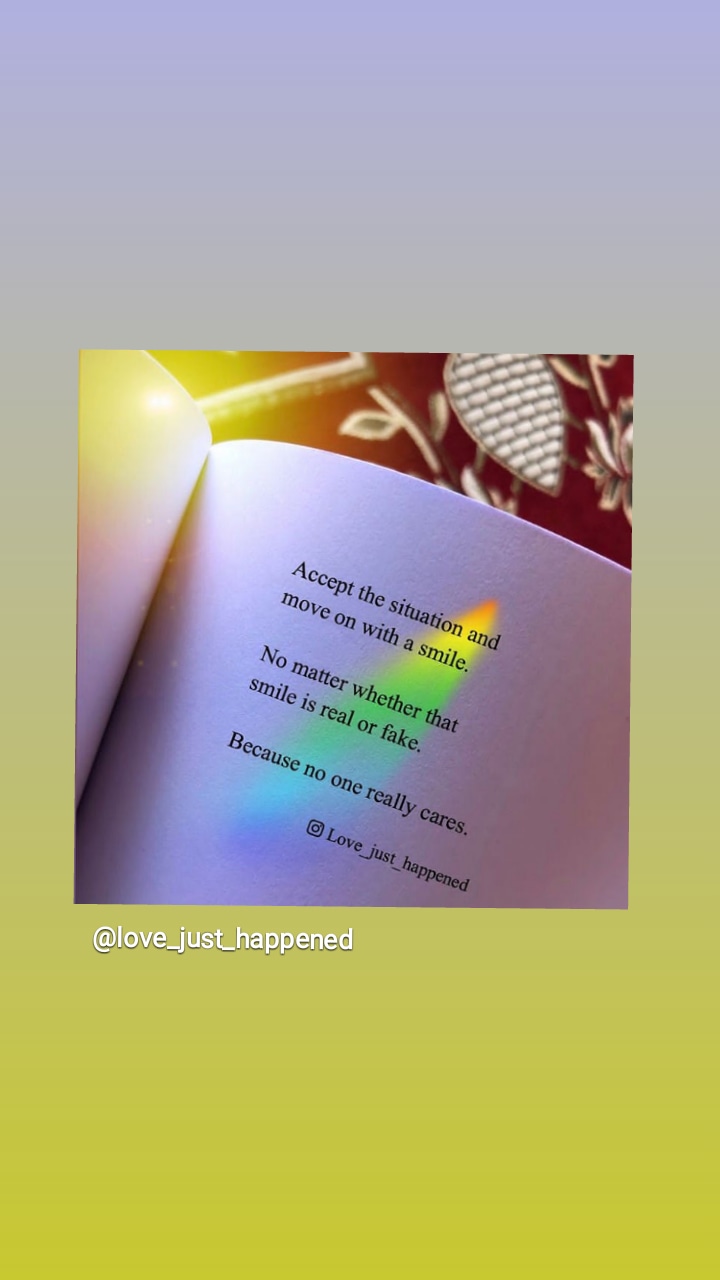 Accept the situation and
move on with a smile.
No matter whether that
smile is real or fake.
Because no one really cares.
Love_just_happened
@love_just_happened